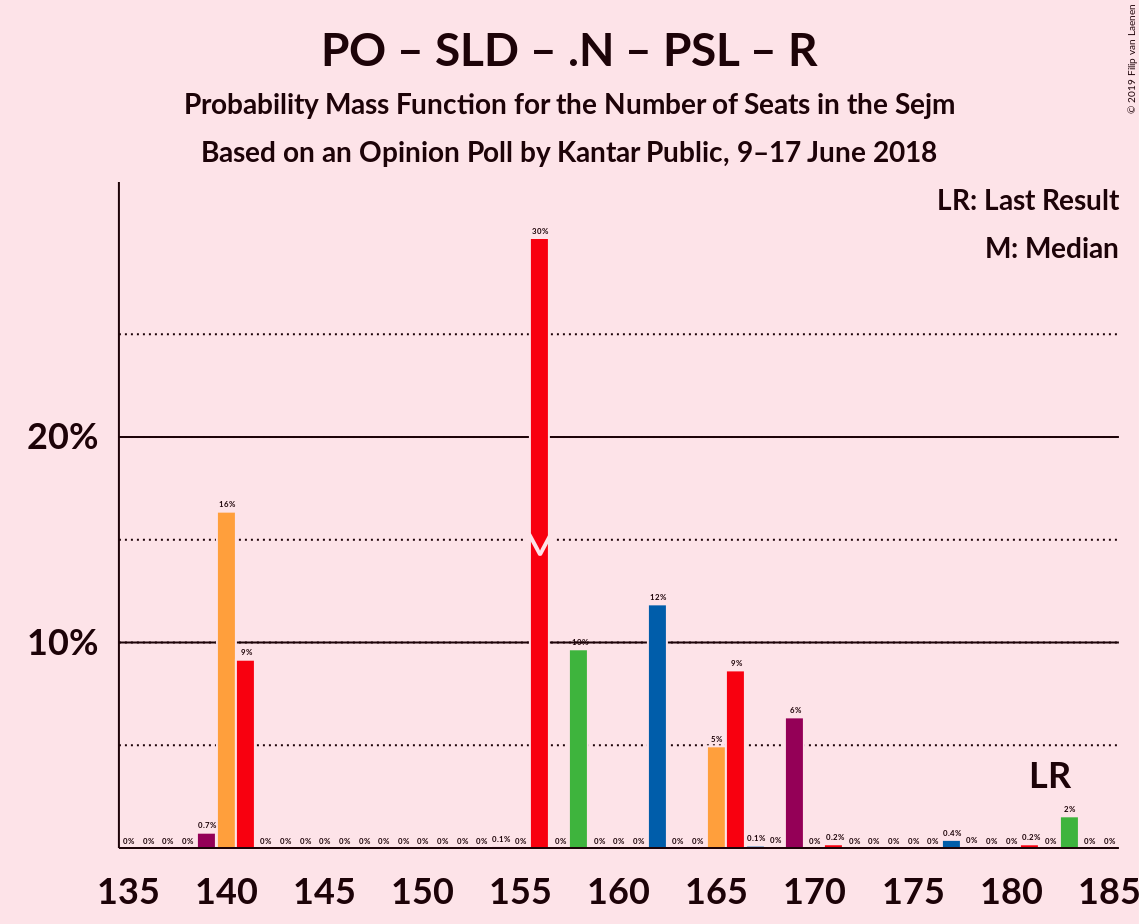 PO – SLD – .N – PSL – R
Probability Mass Function for the Number of Seats in the Sejm
Based on an Opinion Poll by Kantar Public, 9–17 June 2018
© 2019 Filip van Laenen
LR: Last Result
M: Median
20%
10%
0% 0% 0% 0% 0.7% 16% 9% 0% 0% 0% 0% 0% 0% 0% 0% 0% 0% 0% 0% 0.1% 0% 30% 0% 10% 0% 0% 0% 12% 0% 0% 5% 9% 0.1% 0% 6% 0% 0.2% 0% 0% 0% 0% 0% 0.4% 0% 0% 0% 0.2% 0% 2% 0% 0%
LR
135 140 145 150 155 160 165 170 175 180 185